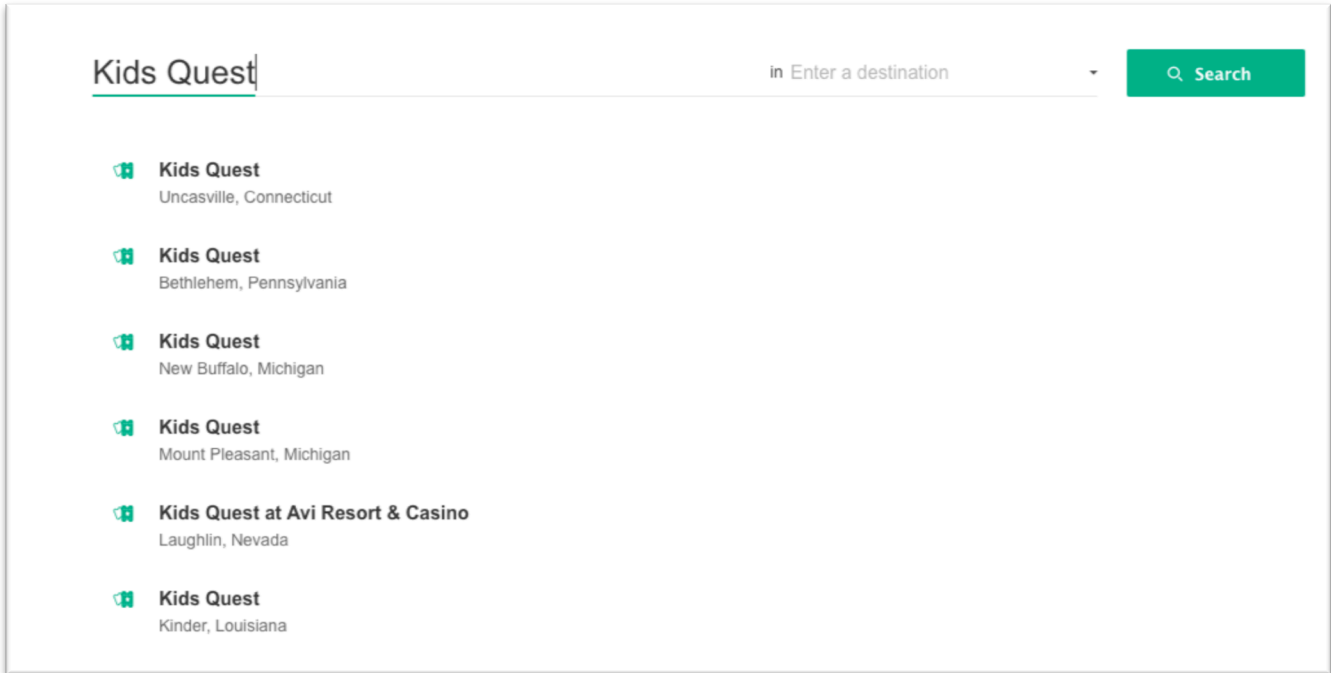 Kids Quest
in Enter a destination
Search
Kids Quest
Uncasville, Connecticut
Kids Quest
Bethlehem, Pennsylvania
Kids Quest
New Buffalo, Michigan
Kids Quest
Mount Pleasant, Michigan
Kids Quest at Avi Resort & Casino
Laughlin, Nevada
Kids Quest
Kinder, Louisiana